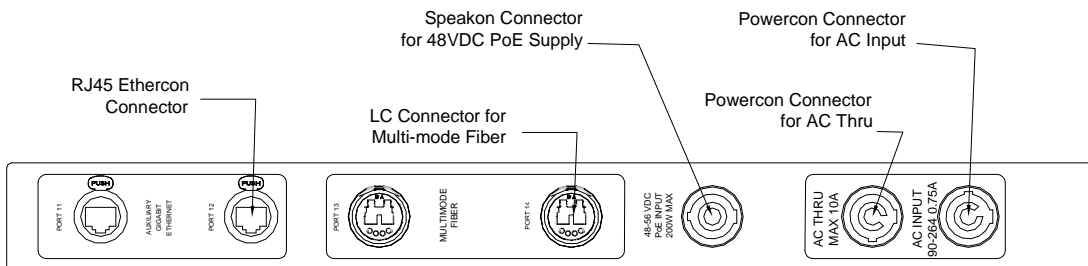 Speakon Connector
for 48VDC PoE Supply
Powercon Connector
for AC Input
RJ45 Ethercon
Connector
LC Connector for
Multi-mode Fiber
Powercon Connector
for AC Thru
PUSH
PUSH
PORT 11
AUXILIARY
GIGABIT
ETHERNET
PORT 12
PORT 13
MULTIMODE
FIBER
PORT 14
48-56 VDC
PoE INPUT
200W MAX
AC THRU
MAX 10A
AC INPUT
90-264 0.75A